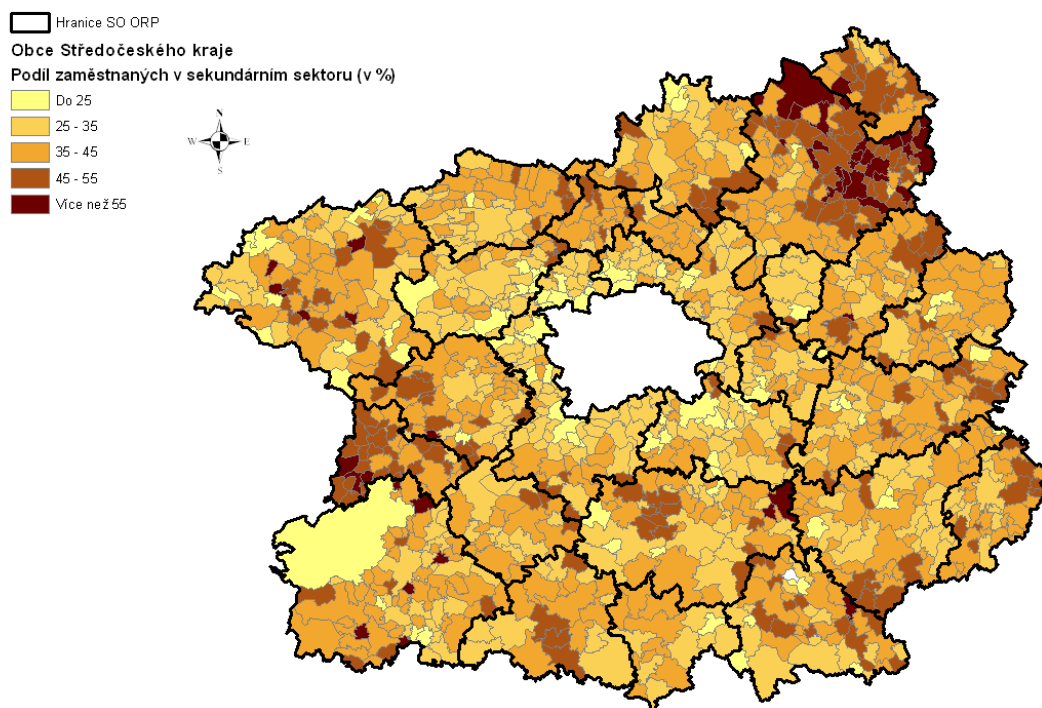 Hranice SO ORP
Obce Středočeského kraje
Podíl zaměstnaných v sekundárním sektoru (v %)
Do 25
25 - 35
35 - 45
45 - 55
Více než 55
N
W E
S